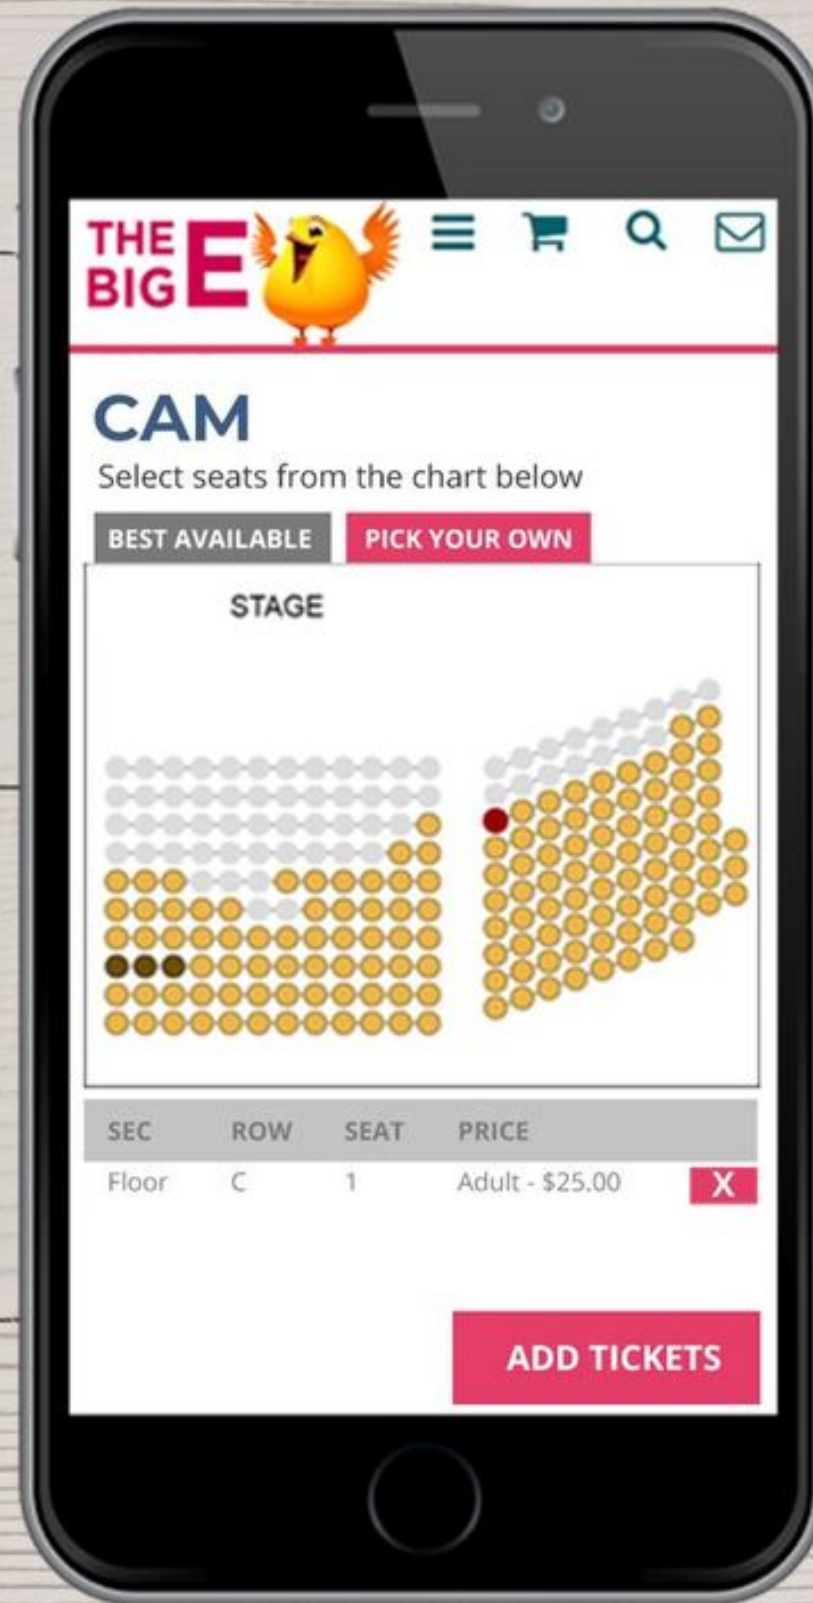 THE
BIG E
CAM
Select seats from the chart below
BEST AVAILABLE PICK YOUR OWN
STAGE
SEC ROW SEAT PRICE
Floor C 1 Adult - $25.00 X
ADD TICKETS